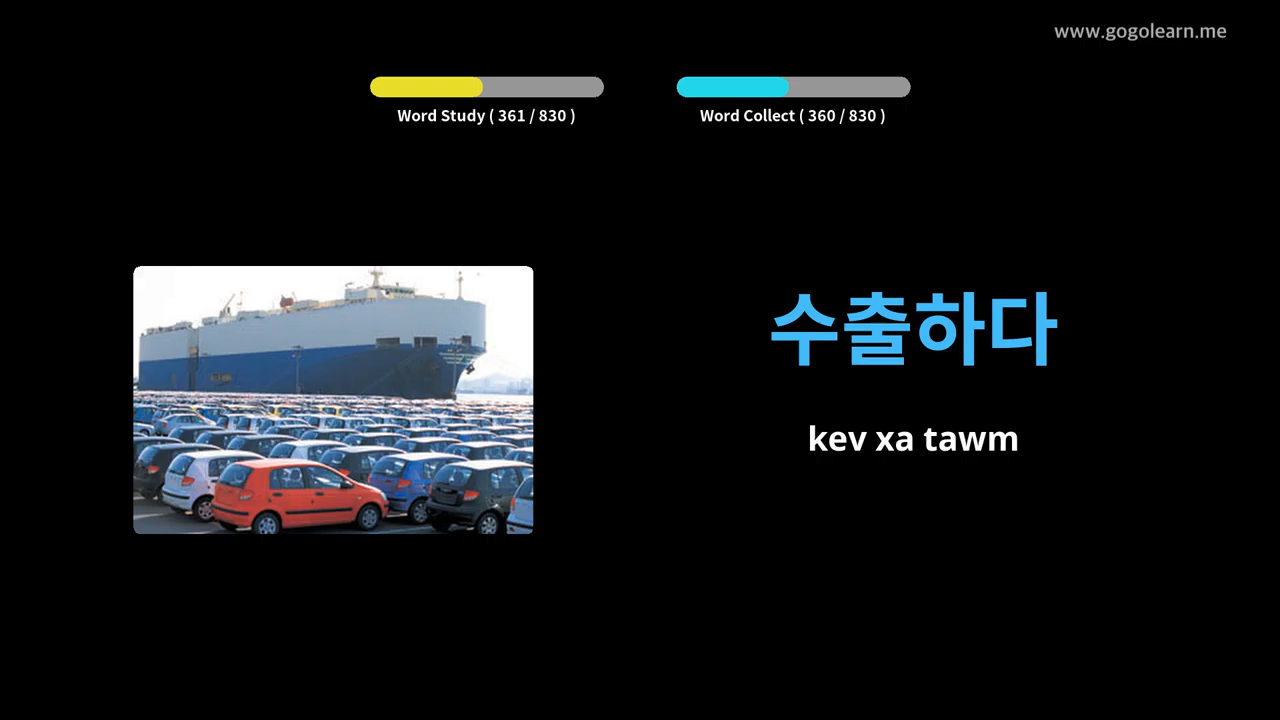 www.gogolearn.me
Word Study ( 361 / 830 )
Word Collect ( 360 / 830 )
수출하다
kev xa tawm